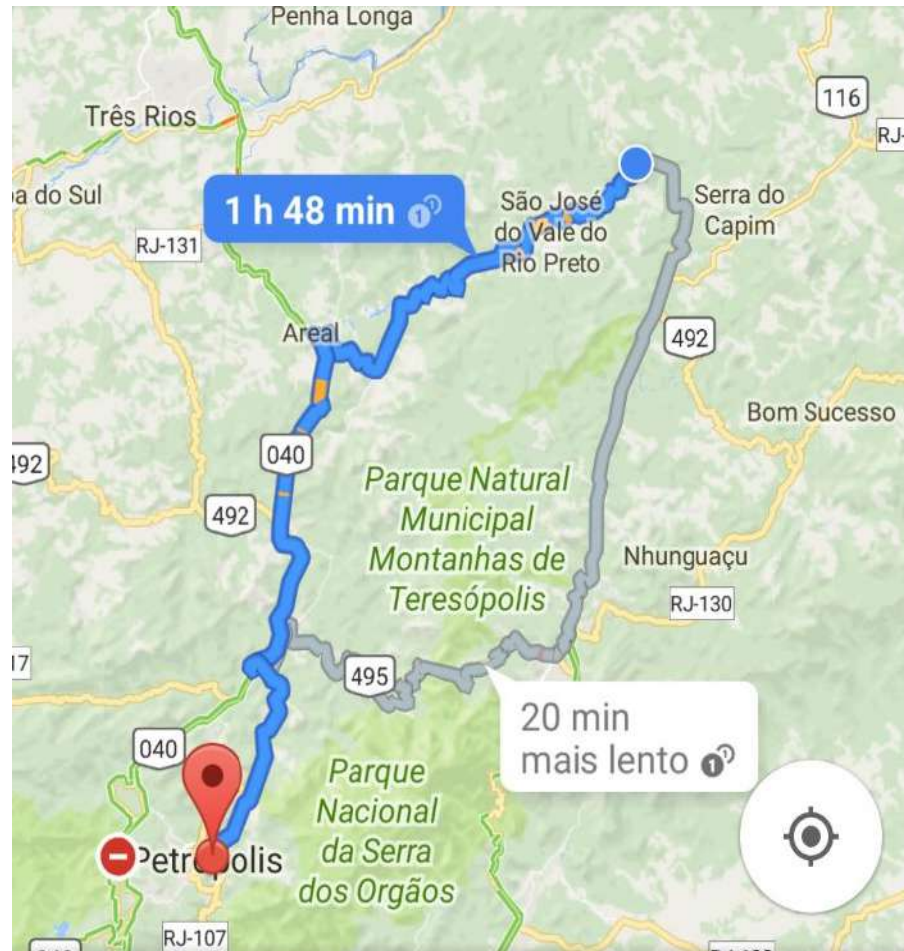 Penha Longa
116
Três Rios
RJ-
1 h 48 min
São José
do Vale do
Rio Preto
Serra do
Capim
a do Sul
RJ-131
Areal
492
Bom Sucesso
040
492
492
Parque Natural
Municipal
Montanhas de
Teresópolis
Nhunguaçu
RJ-130
17
495
20 min
mais lento
040
Parque
Nacional
da Serra
dos Orgãos
Petrópolis
RJ-107